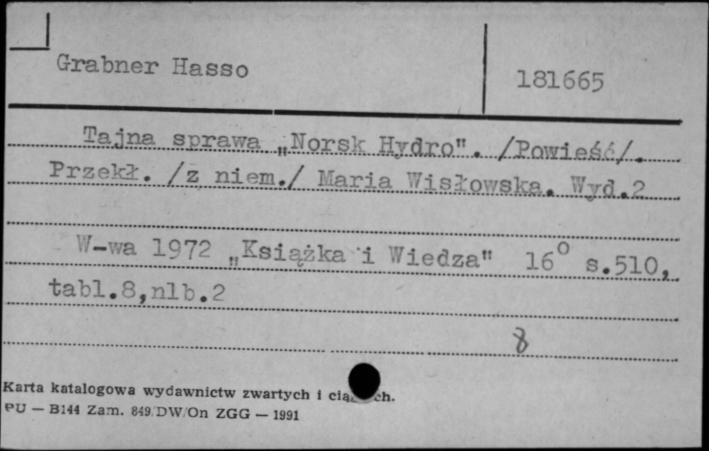 Grabner Hasso
181665
Tajna sprawa „Norsk Hydro". /Powieść/.
Przekł. /z niem./ Maria Wisłowska. Wyd.2
W-wa 1972 „Książka i Wiedza" 16° s.510,
tabl.8,nlb.2
8
Karta katalogowa wydawnictw zwartych i
PU — B144 Zam. 849/DW/On ZGG — 1991